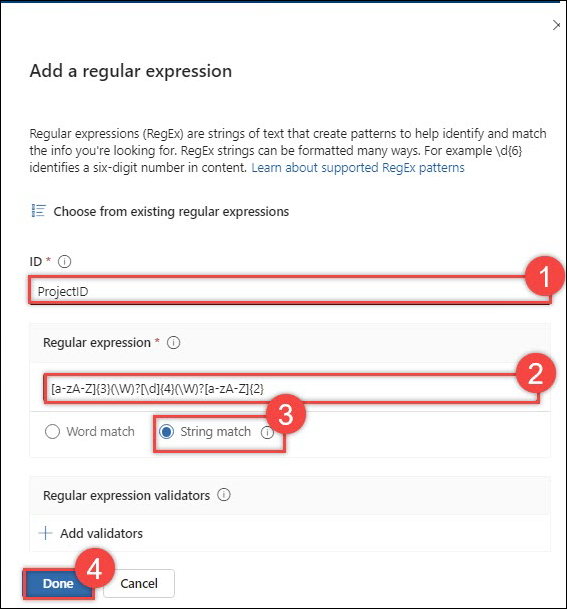 Add a regular expression
Regular expressions (RegEx) are strings of text that create patterns to help identify and match
the info you're looking for. RegEx strings can be formatted many ways. For example \d{6}
identifies a six-digit number in content. Learn about supported RegEx patterns
Choose from existing regular expressions
ID *
1
ProjectID
Regular expression *
2
[a-zA-Z]{3}(\W)?[\d]{4}(\W)?[a-zA-Z]{2}
3
Word match String match
Regular expression validators
Add validators
4
Done Cancel